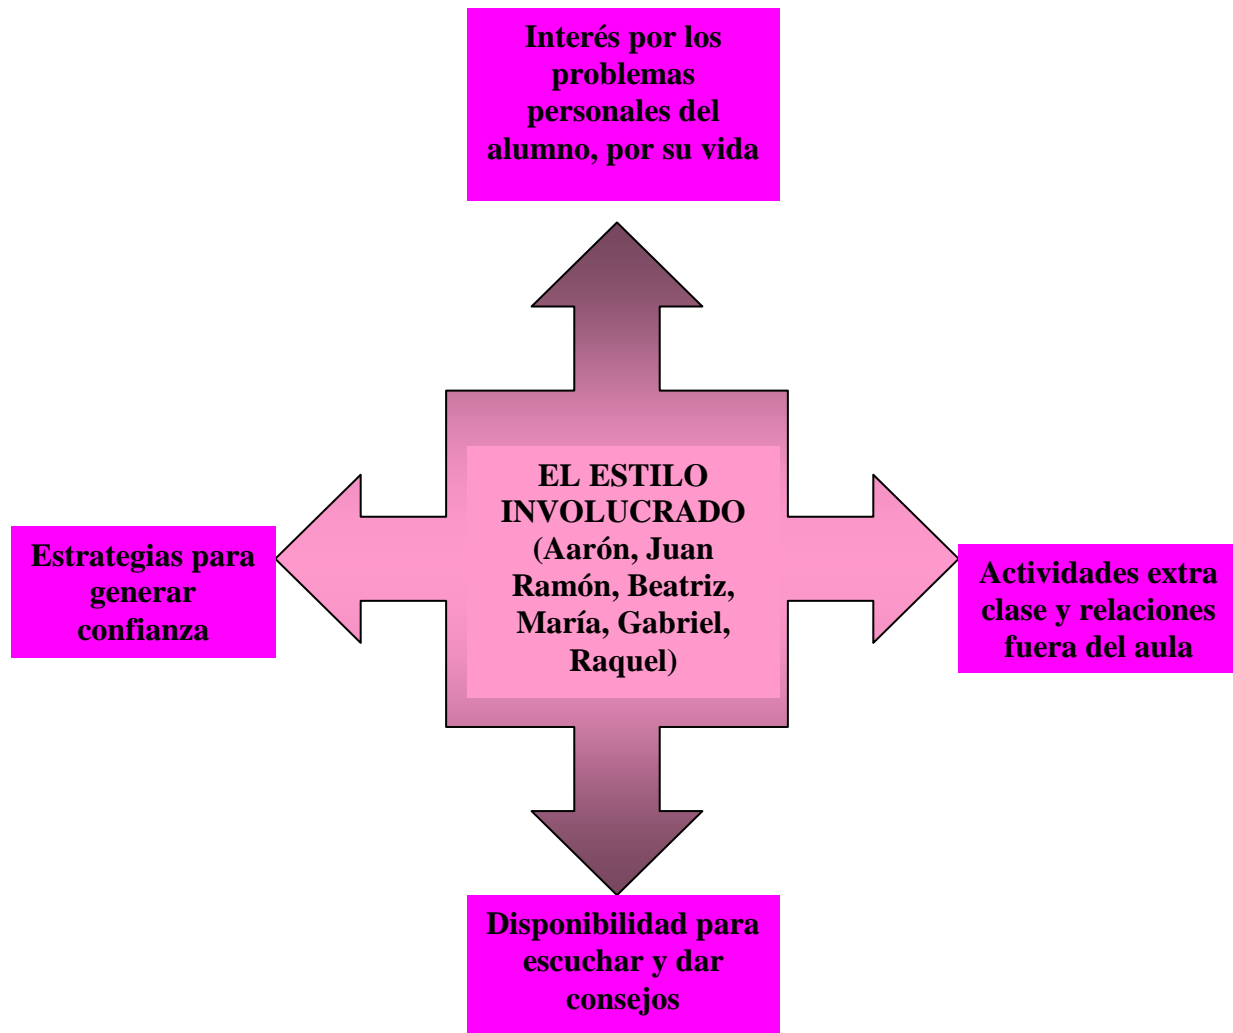 Interés por los
problemas
personales del
alumno, por su vida
EL ESTILO
INVOLUCRADO
(Aarón, Juan
Ramón, Beatriz,
María, Gabriel,
Raquel)
Estrategias para
generar
confianza
Actividades extra
clase y relaciones
fuera del aula
Disponibilidad para
escuchar y dar
consejos